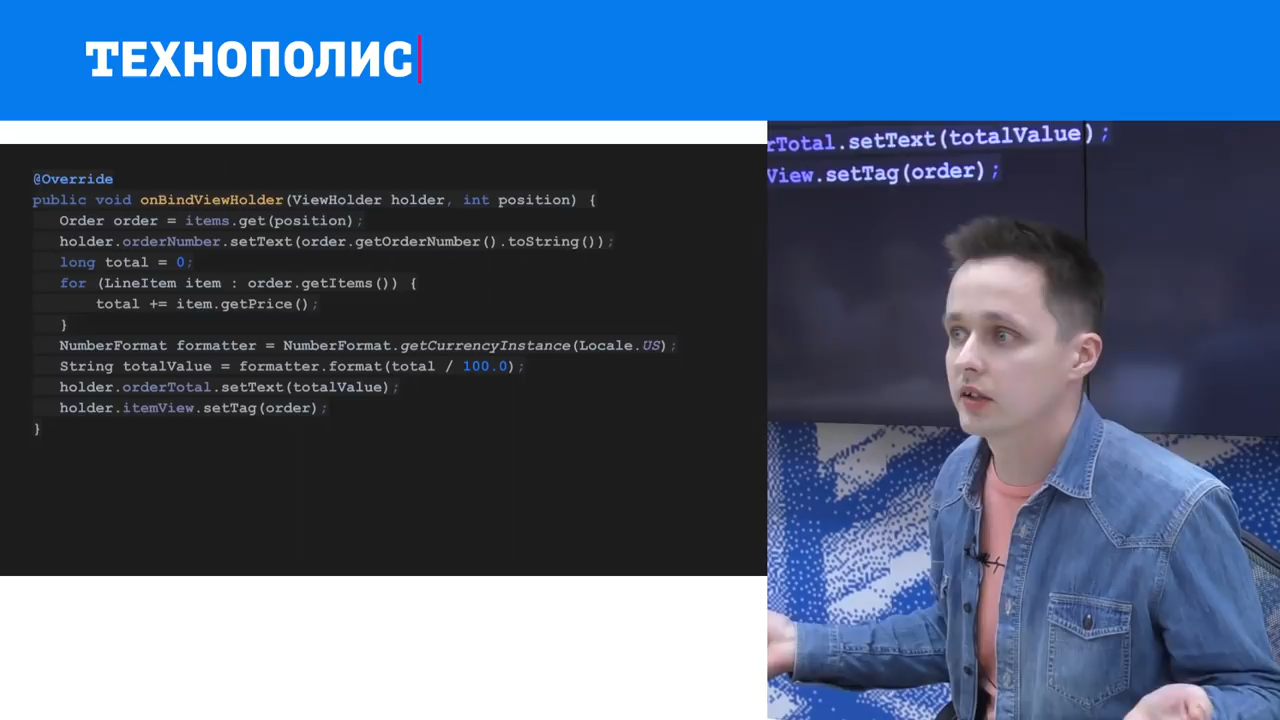 ТЕХНОПОЛИС
@Override
public void onBindViewHolder(ViewHolder holder, int position) {
Order order = items.get(position);
holder.orderNumber.setText(order.getOrderNumber().toString());
long total = 0;
for (LineItem item : order.getItems()) {
total += item.getPrice();
}
NumberFormat formatter = NumberFormat.getCurrencyInstance(Locale.US);
String totalValue = formatter.format(total / 100.0);
holder.orderTotal.setText(totalValue);
holder.itemView.setTag(order);
}
rTotal.setText(totalValue);
View.setTag(order);